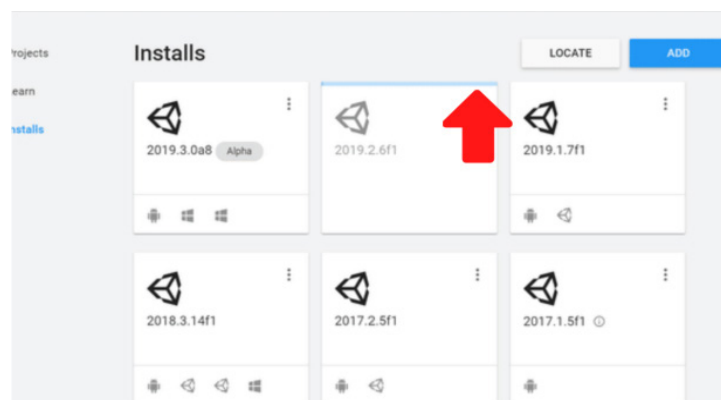 Installs
LOCATE
ADD
rojects
earn
nstalls
2019.3.0a8 Alpha
2019.2.6f1
2019.1.7f1
2018.3.14f1
2017.2.5f1
2017.1.5f1